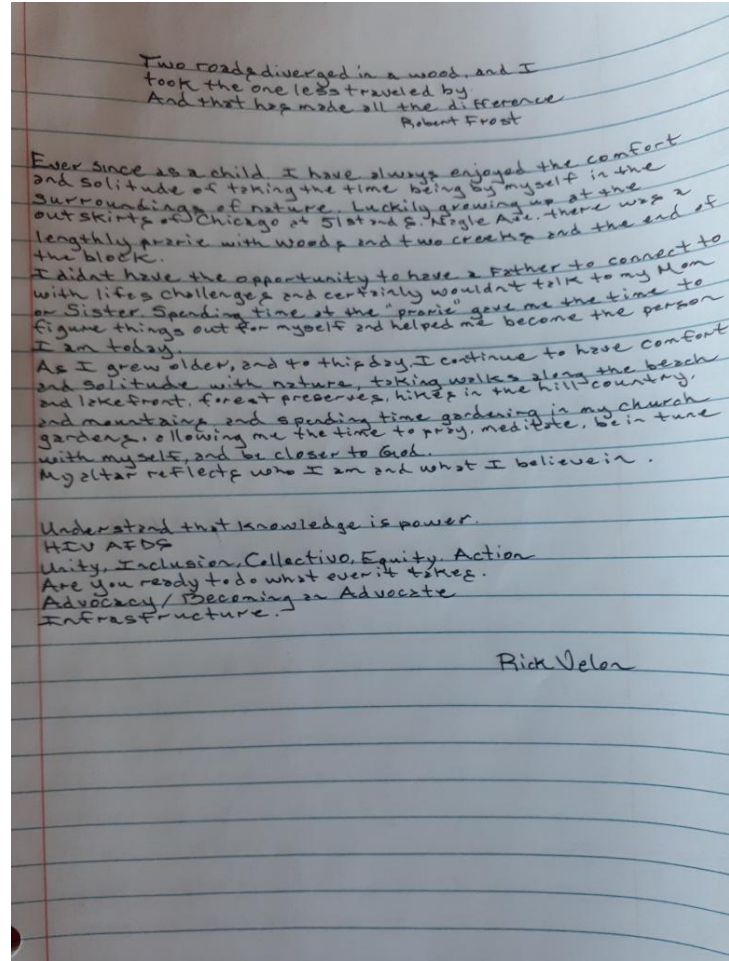 Two roads diverged in a wood, and I
took the one less traveled by.
And that has made all the difference
Robert Frost
Ever since as a child I have always enjoyed the comfort
and solitude of taking the time being by myself in the
surroundings of nature. Luckily growing up at the
outskirts of Chicago at 51st and S. Nagle Ave. there was a
lengthly prarie with woods and two creeks and the end of
the block.
I didnt have the opportunity to have a Father to connect to
with lifes challenges and certainly wouldnt talk to my Mom
or Sister. Spending time at the "prarie" gave me the time to
figure things out for myself and helped me become the person
I am today.
As I grew older, and to this day, I continue to have comfort
and solitude with nature, taking walks along the beach
and lakefront, forest preserves, hikes in the hill country,
and mountains, and spending time gardening in my church
gardens, allowing me the time to pray, meditate, be in tune
with myself, and be closer to God.
My altar reflects who I am and what I believe in.
Understand that knowledge is power.
HIV AIDS
Unity, Inclusion, Collectivo, Equity, Action
Are you ready to do what ever it takes.
Advocacy / Becoming an Advocate
Infrastructure.
Rick Velon